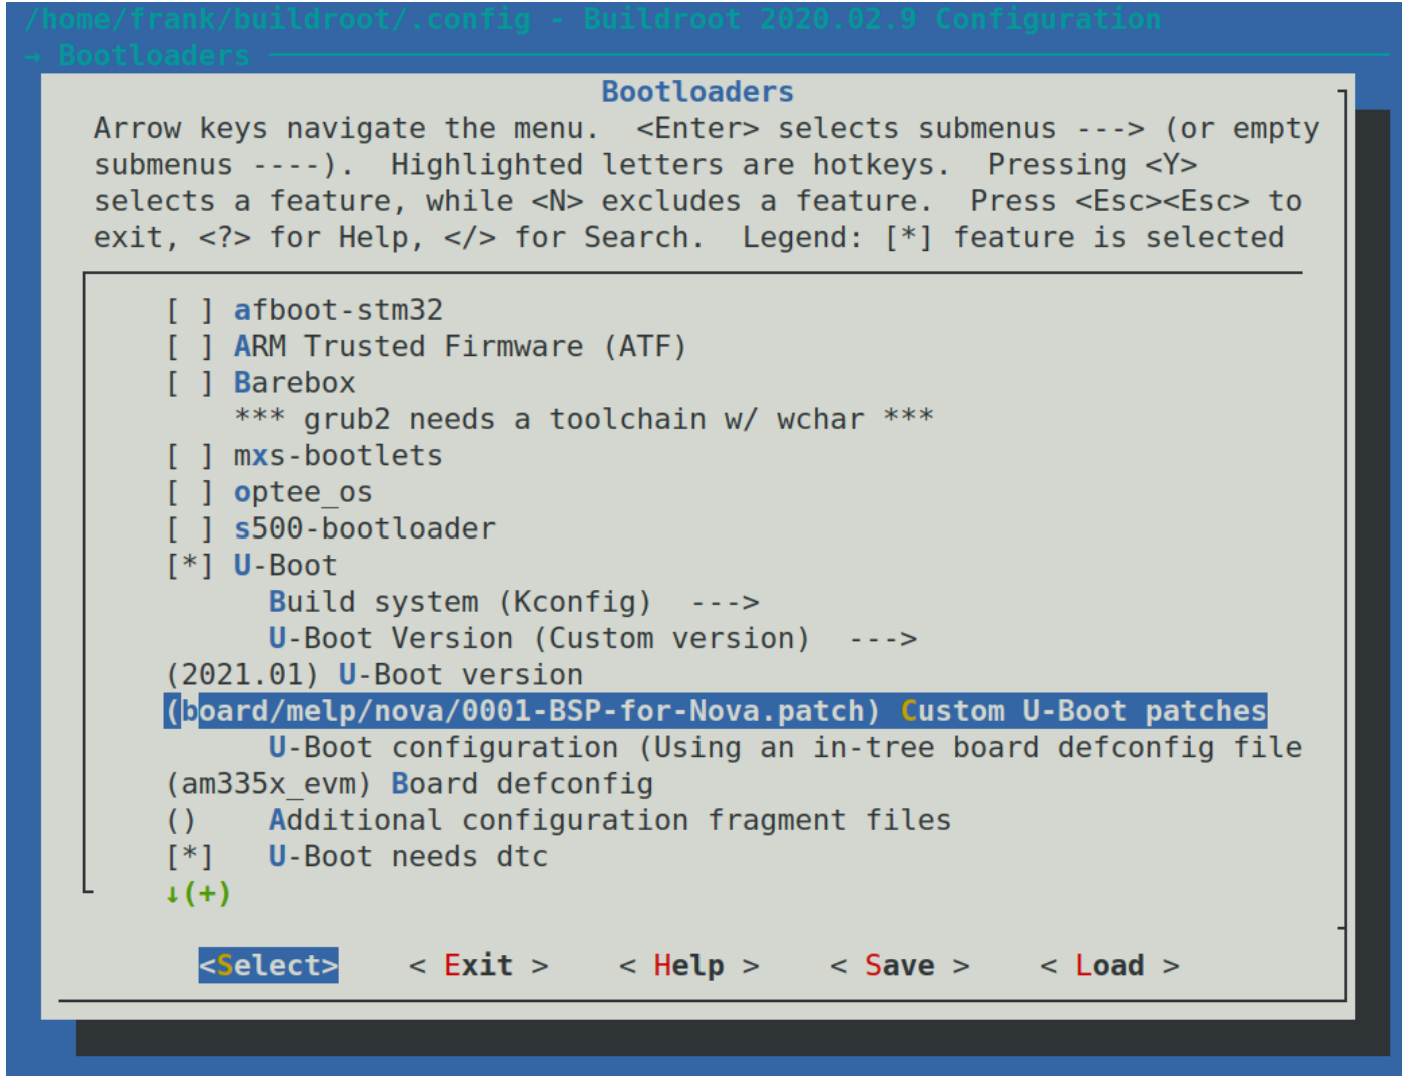 /home/frank/buildroot/.config - Buildroot 2020.02.9 Configuration
→ Bootloaders
Bootloaders
Arrow keys navigate the menu.  <Enter> selects submenus ---> (or empty
submenus ----).  Highlighted letters are hotkeys.  Pressing <Y>
selects a feature, while <N> excludes a feature.  Press <Esc><Esc> to
exit, <?> for Help, </> for Search.  Legend: [*] feature is selected
[ ] afboot-stm32
[ ] ARM Trusted Firmware (ATF)
[ ] Barebox
*** grub2 needs a toolchain w/ wchar ***
[ ] mxs-bootlets
[ ] optee_os
[ ] s500-bootloader
[*] U-Boot
Build system (Kconfig)  --->
U-Boot Version (Custom version)  --->
(2021.01) U-Boot version
(board/melp/nova/0001-BSP-for-Nova.patch) Custom U-Boot patches
U-Boot configuration (Using an in-tree board defconfig file
(am335x_evm) Board defconfig
()    Additional configuration fragment files
[*]   U-Boot needs dtc
↓(+)
<Select>    < Exit >    < Help >    < Save >    < Load >